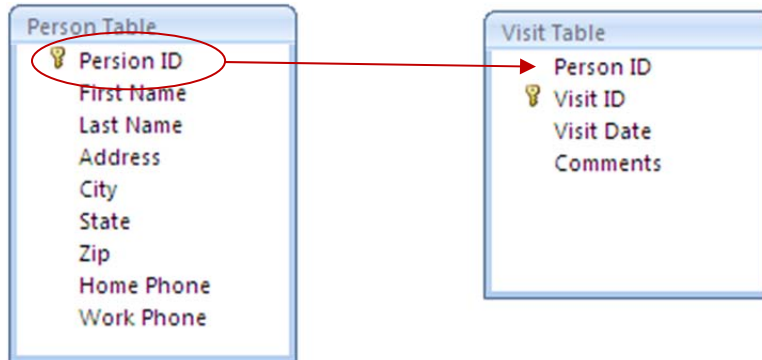 Person Table
Persion ID
First Name
Last Name
Address
City
State
Zip
Home Phone
Work Phone
Visit Table
Person ID
Visit ID
Visit Date
Comments